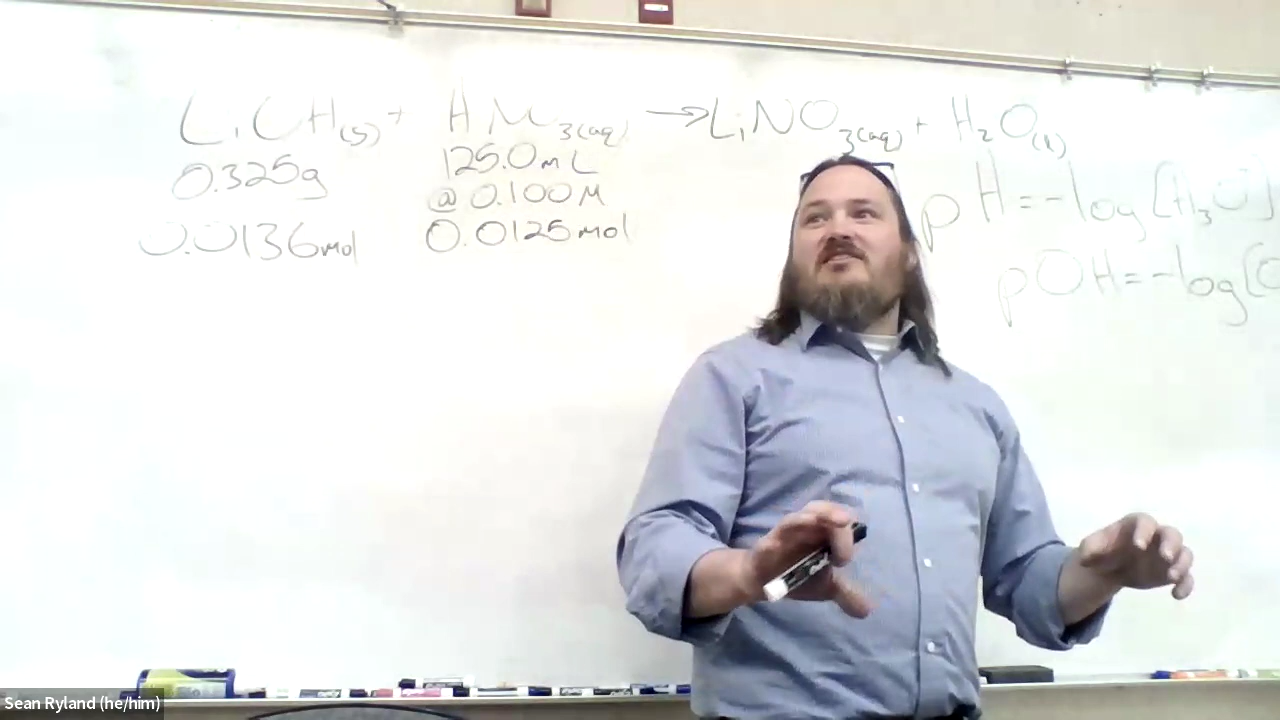 LiOH(s) + HNO3(aq) → LiNO3(aq) + H2O(l)
0.325g
125.0mL
@ 0.100M
0.0136mol
0.0125mol
pH=-log[H3O]
pOH=-log[O
Sean Ryland (he/him)